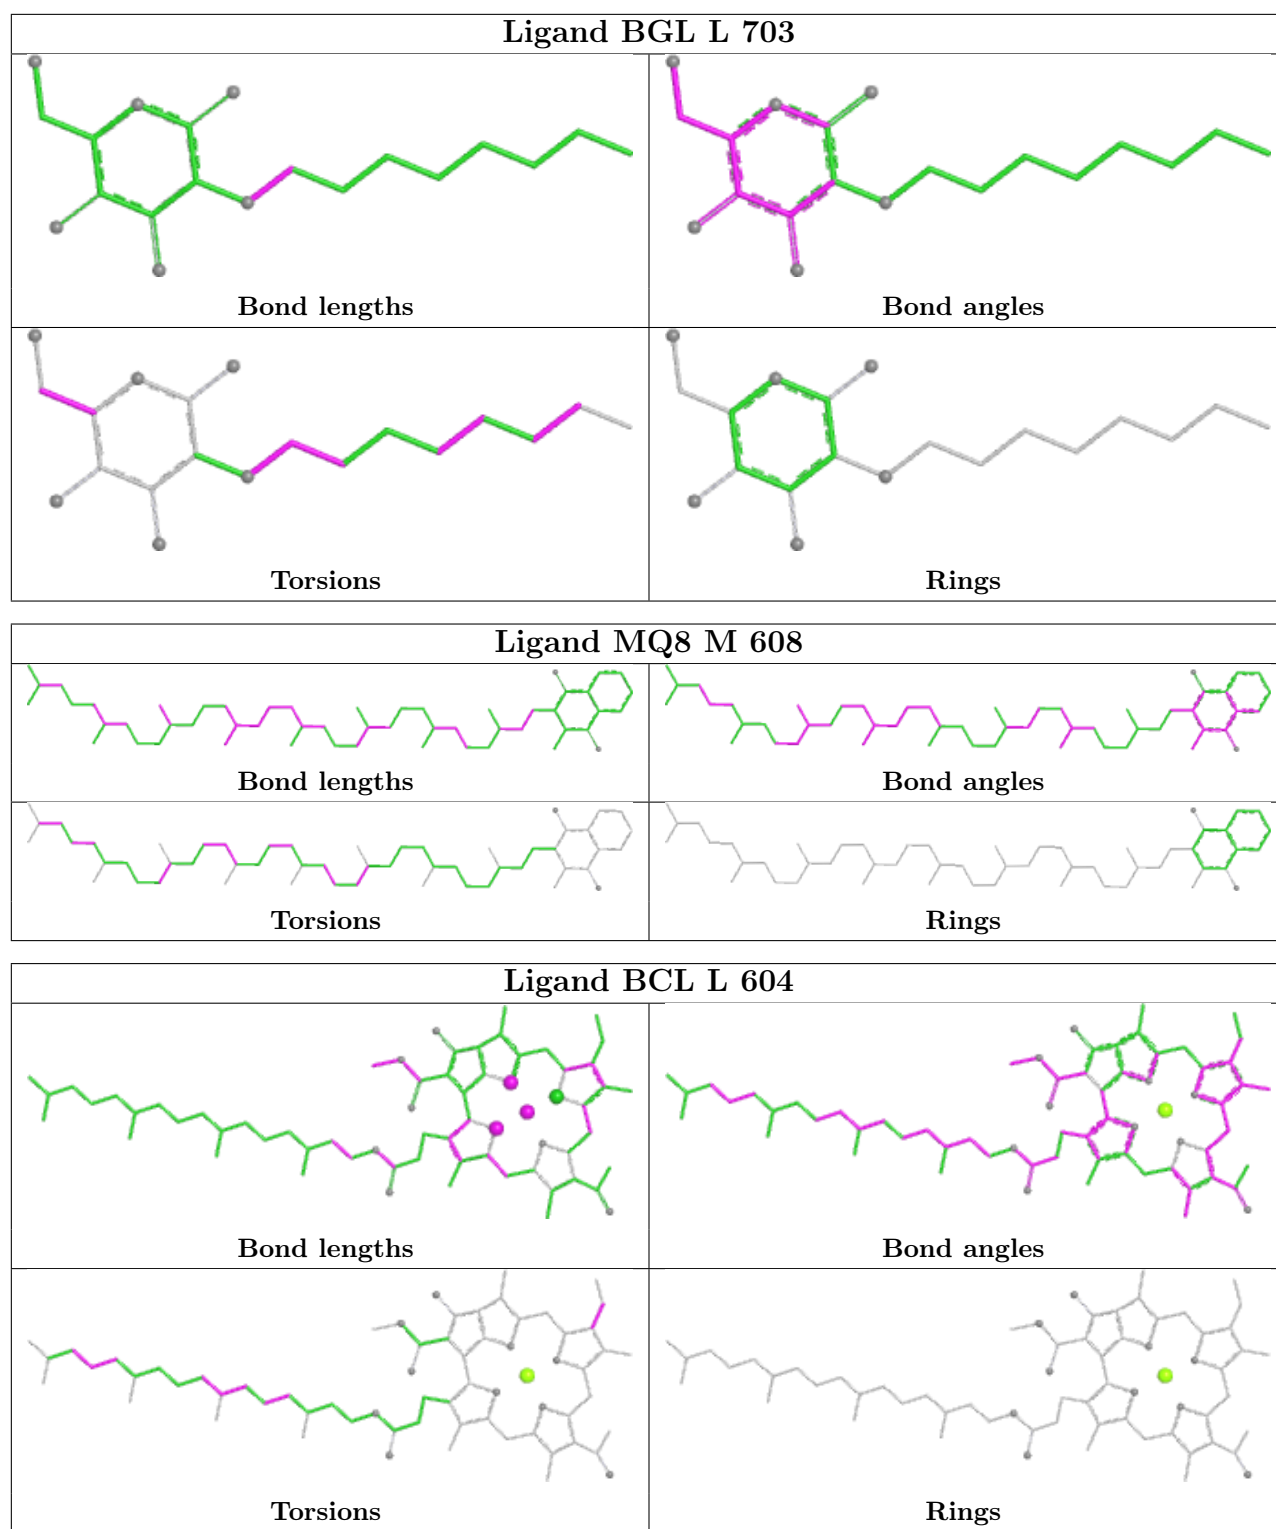 Ligand BGL L 703
Bond lengths
Bond angles
Torsions
Rings
Ligand MQ8 M 608
Bond lengths
Bond angles
Torsions
Rings
Ligand BCL L 604
Bond lengths
Bond angles
Torsions
Rings